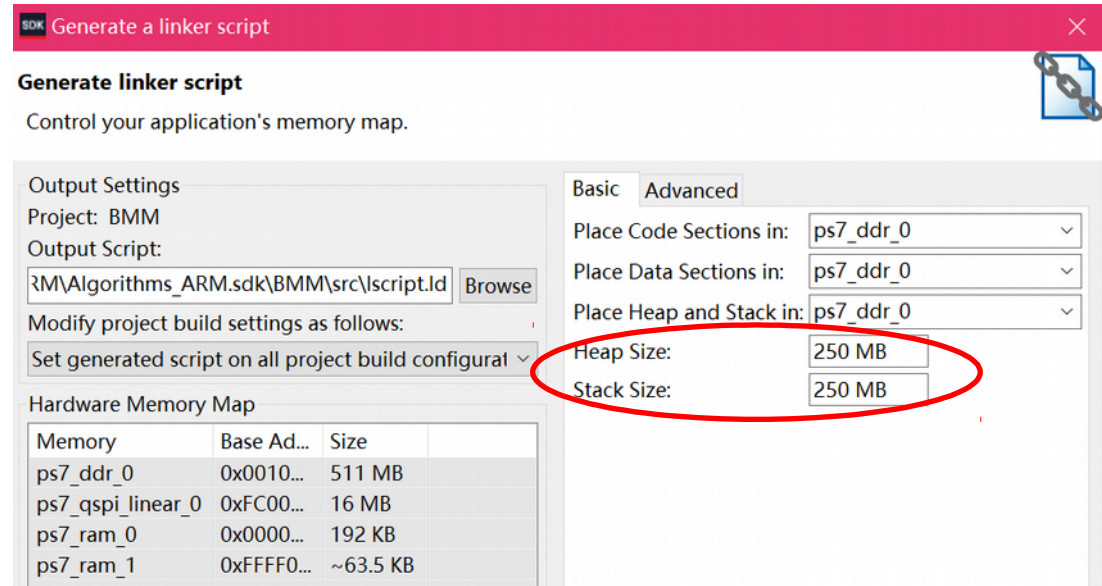 SDK Generate a linker script
Generate linker script
Control your application's memory map.
Output Settings
Project: BMM
Output Script:
RM\Algorithms_ARM.sdk\BMM\src\lscript.ld Browse
Modify project build settings as follows:
Set generated script on all project build configurat
Hardware Memory Map
Memory Base Ad... Size
ps7_ddr_0 0x0010... 511 MB
ps7_qspi_linear_0 0xFC00... 16 MB
ps7_ram_0 0x0000... 192 KB
ps7_ram_1 0xFFFF0... ~63.5 KB
Basic Advanced
Place Code Sections in: ps7_ddr_0
Place Data Sections in: ps7_ddr_0
Place Heap and Stack in: ps7_ddr_0
Heap Size: 250 MB
Stack Size: 250 MB